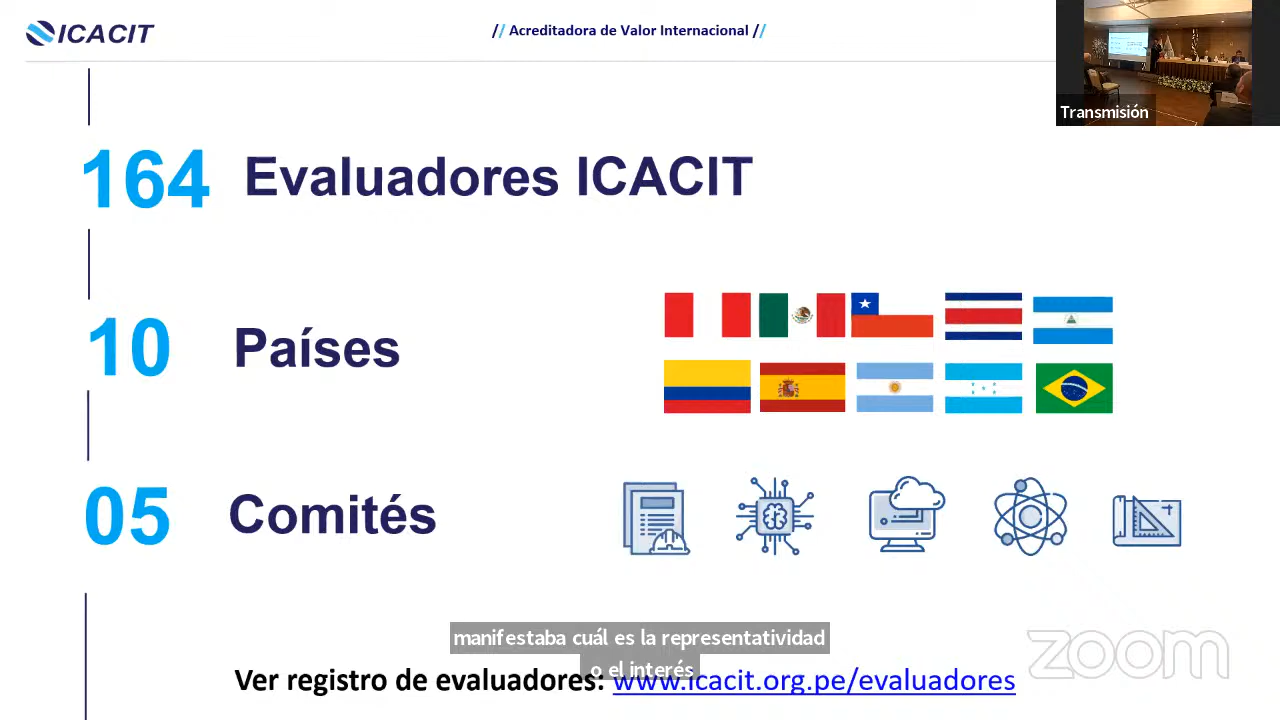 ICACIT
// Acreditadora de Valor Internacional //
Transmisión
164 Evaluadores ICACIT
10 Países
05 Comités
manifestaba cuál es la representatividad
o el interés
Ver registro de evaluadores: www.icacit.org.pe/evaluadores
zoom